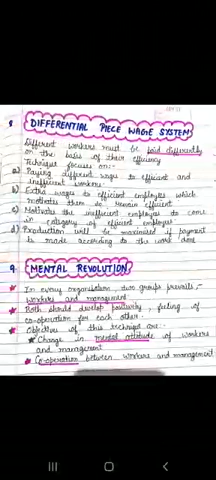 8. DIFFERENTIAL PIECE WAGE SYSTEM
Different workers must be paid differently
on the basis of their efficiency
Technique focuses on:-
a) Paying different wages to efficient and
inefficient workers.
b) Extra wages to efficient employees which
motivates them to remain efficient
c) Motivates the inefficient employees to come
in category of efficient employees
d) Production will be maximised if payment
is made according to the work done
9. MENTAL REVOLUTION
★ In every organisation, two groups prevails,-
workers and management.
★ Both should develop positivity, feeling of
co-operation for each other.
★ Objectives of this technique are:
★ Change in mental attitude of workers
and management
★ Co-operation between workers and management